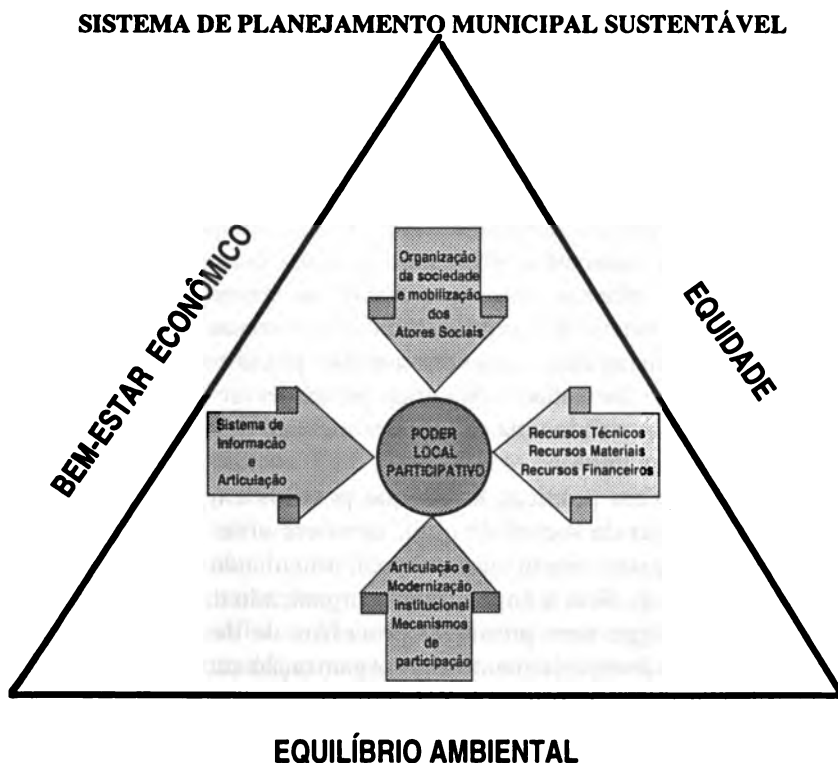 SISTEMA DE PLANEJAMENTO MUNICIPAL SUSTENTÁVEL
BEM-ESTAR ECONÔMICO
EQUIDADE
Organização
da sociedade
e mobilização
dos
Atores Sociais
Sistema de
Informação
e
Articulação
PODER
LOCAL
PARTICIPATIVO
Recursos Técnicos
Recursos Materiais
Recursos Financeiros
Articulação e
Modernização
institucional
Mecanismos
de
participação
EQUILÍBRIO AMBIENTAL